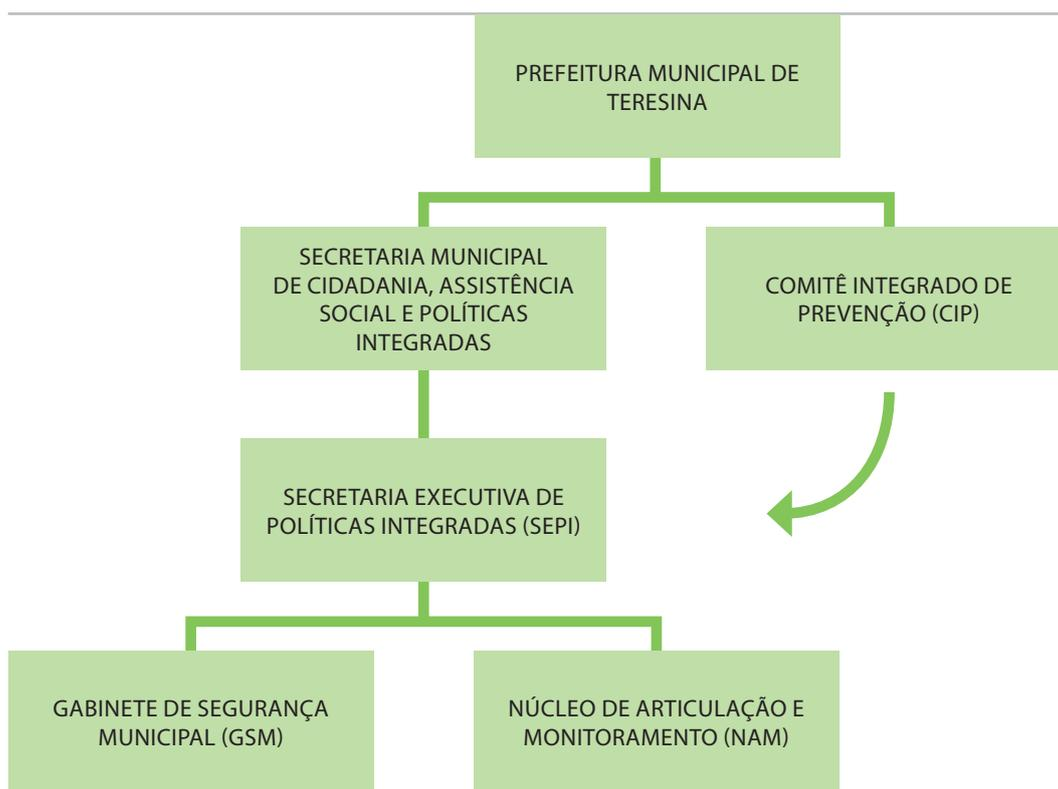 PREFEITURA MUNICIPAL DE
TERESINA
SECRETARIA MUNICIPAL
DE CIDADANIA, ASSISTÊNCIA
SOCIAL E POLÍTICAS
INTEGRADAS
COMITÊ INTEGRADO DE
PREVENÇÃO (CIP)
SECRETARIA EXECUTIVA DE
POLÍTICAS INTEGRADAS (SEPI)
GABINETE DE SEGURANÇA
MUNICIPAL (GSM)
NÚCLEO DE ARTICULAÇÃO E
MONITORAMENTO (NAM)